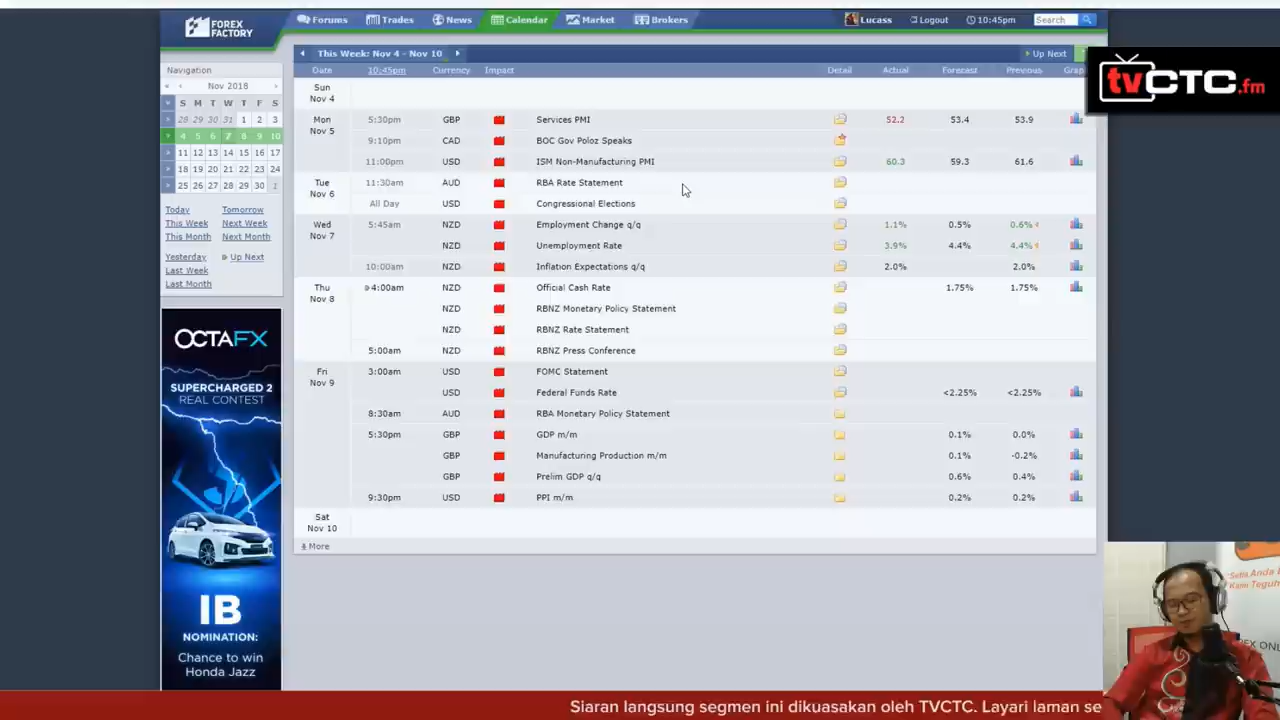 FOREX
FACTORY
Forums Trades News Calendar Market Brokers Lucass Logout 10:45pm Search
This Week: Nov 4 - Nov 10 Up Next
Date 10:45pm Currency Impact Detail Actual Forecast Previous Grap
Sun
Nov 4
Mon
Nov 5
5:30pm GBP Services PMI 52.2 53.4 53.9
9:10pm CAD BOC Gov Poloz Speaks
11:00pm USD ISM Non-Manufacturing PMI 60.3 59.3 61.6
Tue
Nov 6
11:30am AUD RBA Rate Statement
All Day USD Congressional Elections
Wed
Nov 7
5:45am NZD Employment Change q/q 1.1% 0.5% 0.6%
NZD Unemployment Rate 3.9% 4.4% 4.4%
10:00am NZD Inflation Expectations q/q 2.0% 2.0%
Thu
Nov 8
4:00am NZD Official Cash Rate 1.75% 1.75%
NZD RBNZ Monetary Policy Statement
NZD RBNZ Rate Statement
5:00am NZD RBNZ Press Conference
Fri
Nov 9
3:00am USD FOMC Statement
USD Federal Funds Rate <2.25% <2.25%
8:30am AUD RBA Monetary Policy Statement
5:30pm GBP GDP m/m 0.1% 0.0%
GBP Manufacturing Production m/m 0.1% -0.2%
GBP Prelim GDP q/q 0.6% 0.4%
9:30pm USD PPI m/m 0.2% 0.2%
Sat
Nov 10
More
Navigation
« ‹ Nov 2018 ›
S M T W T F S
28 29 30 31 1 2 3
4 5 6 7 8 9 10
11 12 13 14 15 16 17
18 19 20 21 22 23 24
25 26 27 28 29 30 1
Today Tomorrow
This Week Next Week
This Month Next Month
Yesterday Up Next
Last Week
Last Month
OCTAFX
SUPERCHARGED 2
REAL CONTEST
IB
NOMINATION:
Chance to win
Honda Jazz
tvCTC.fm
"Setia Anda
Kami Teguh
EX ONL
Siaran langsung segmen ini dikuasakan oleh TVCTC. Layari laman se